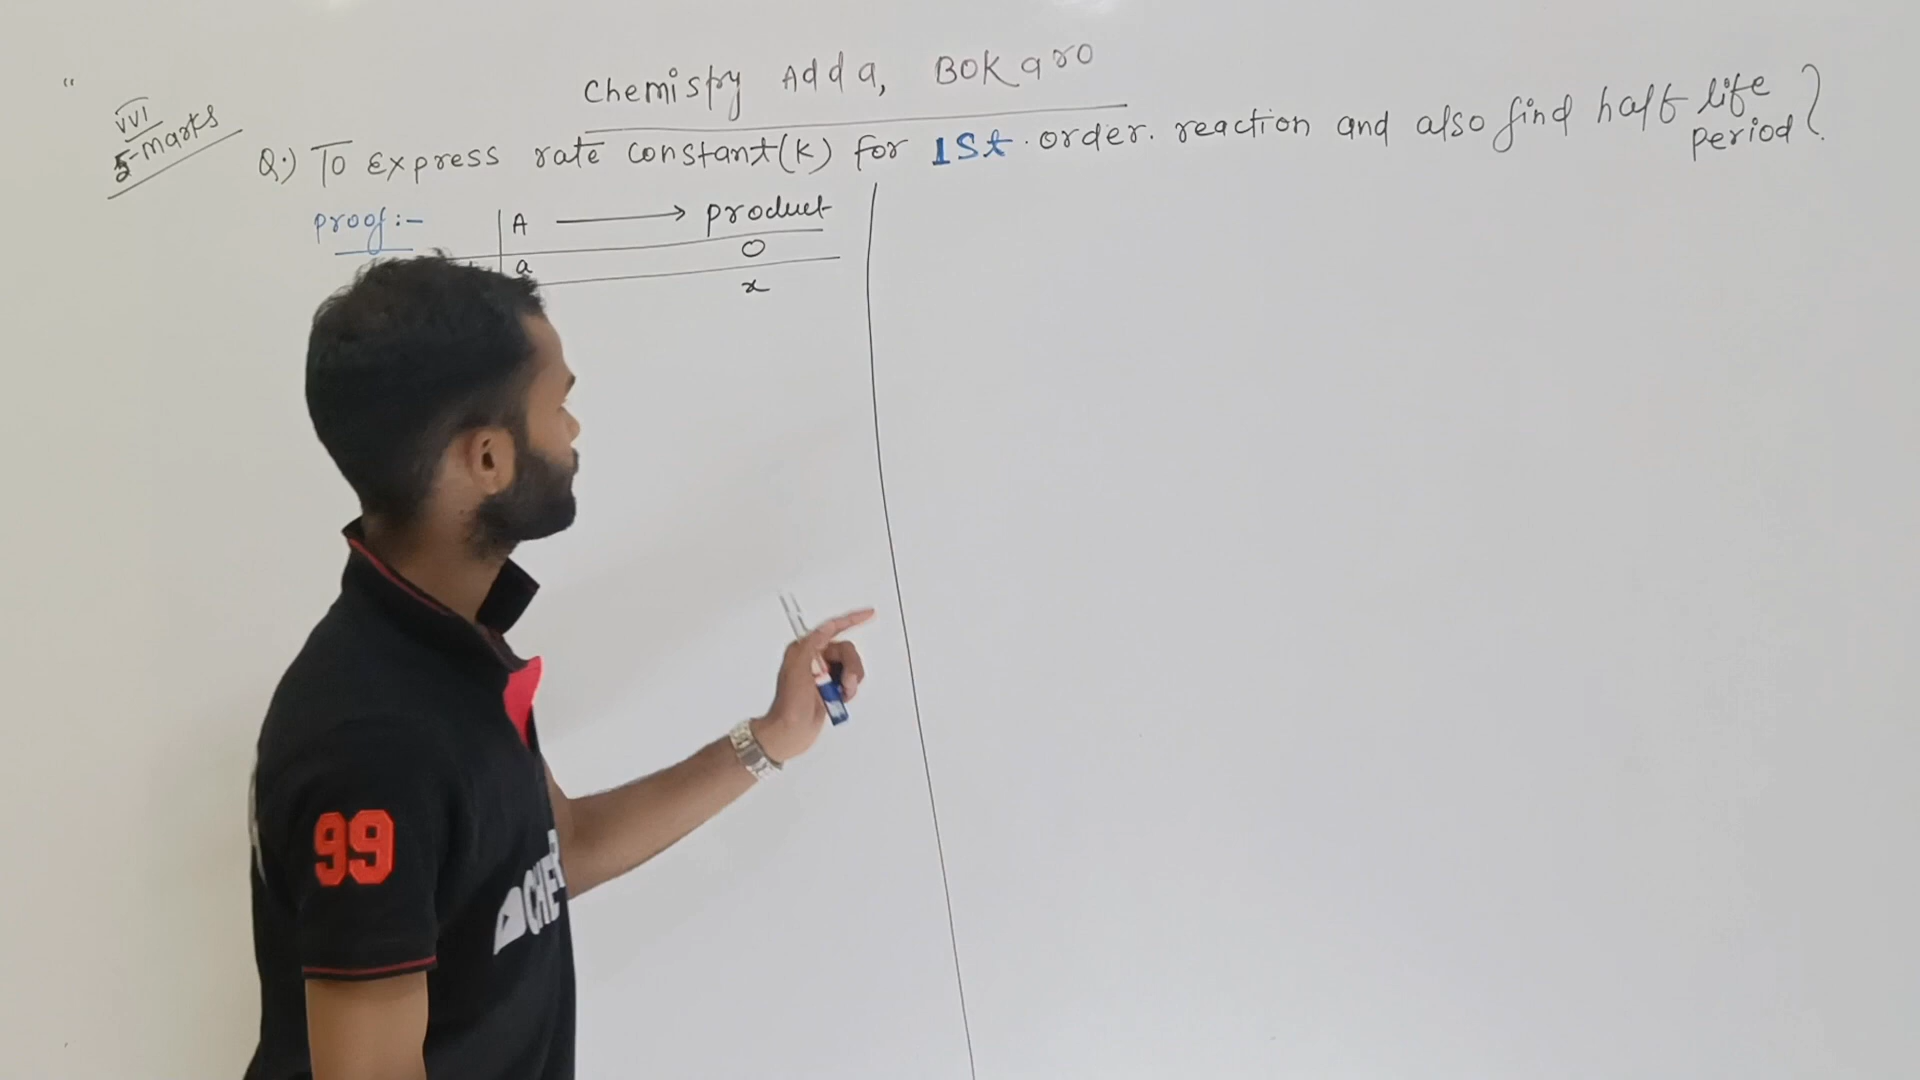 Chemistry Adda, BOKaro
VVI
5-marks
Q.) To Express rate constant(K) for 1st order. reaction and also find half life period?
proof:- A → product
a 0
x
99